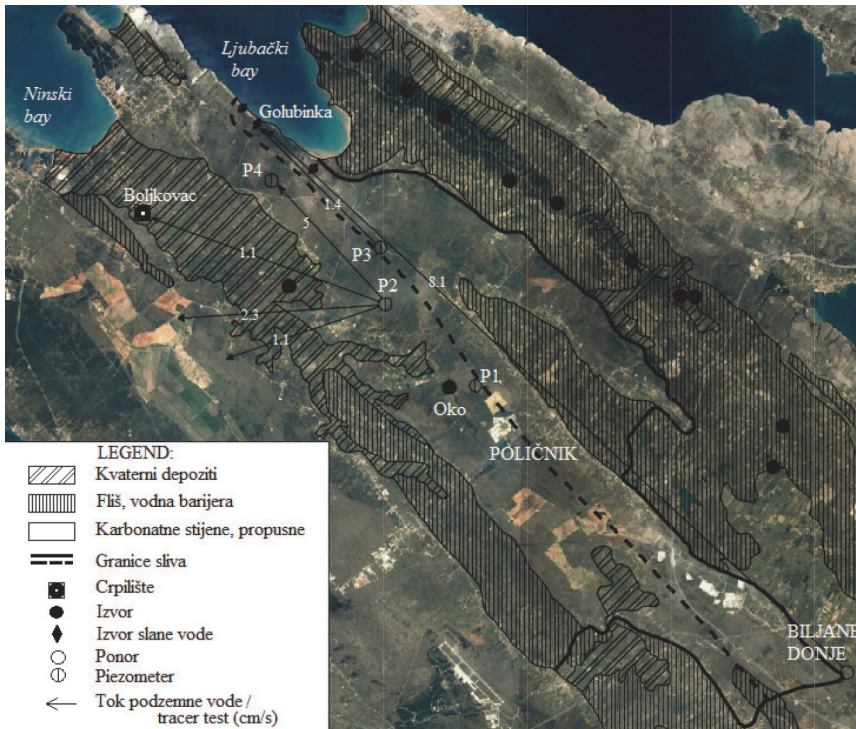 Ljubački
bay
Ninski
bay
Golubinka
P4
Boljkovac
1.4
5
P3
1.1
8.1
P2
2.3
1.1
P1
Oko
POLIČNIK
LEGEND:
Kvaterni depoziti
Fliš, vodna barijera
Karbonatne stijene, propusne
Granice sliva
Crpilište
Izvor
Izvor slane vode
Ponor
Piezometer
Tok podzemne vode /
tracer test (cm/s)
BILJANE
DONJE